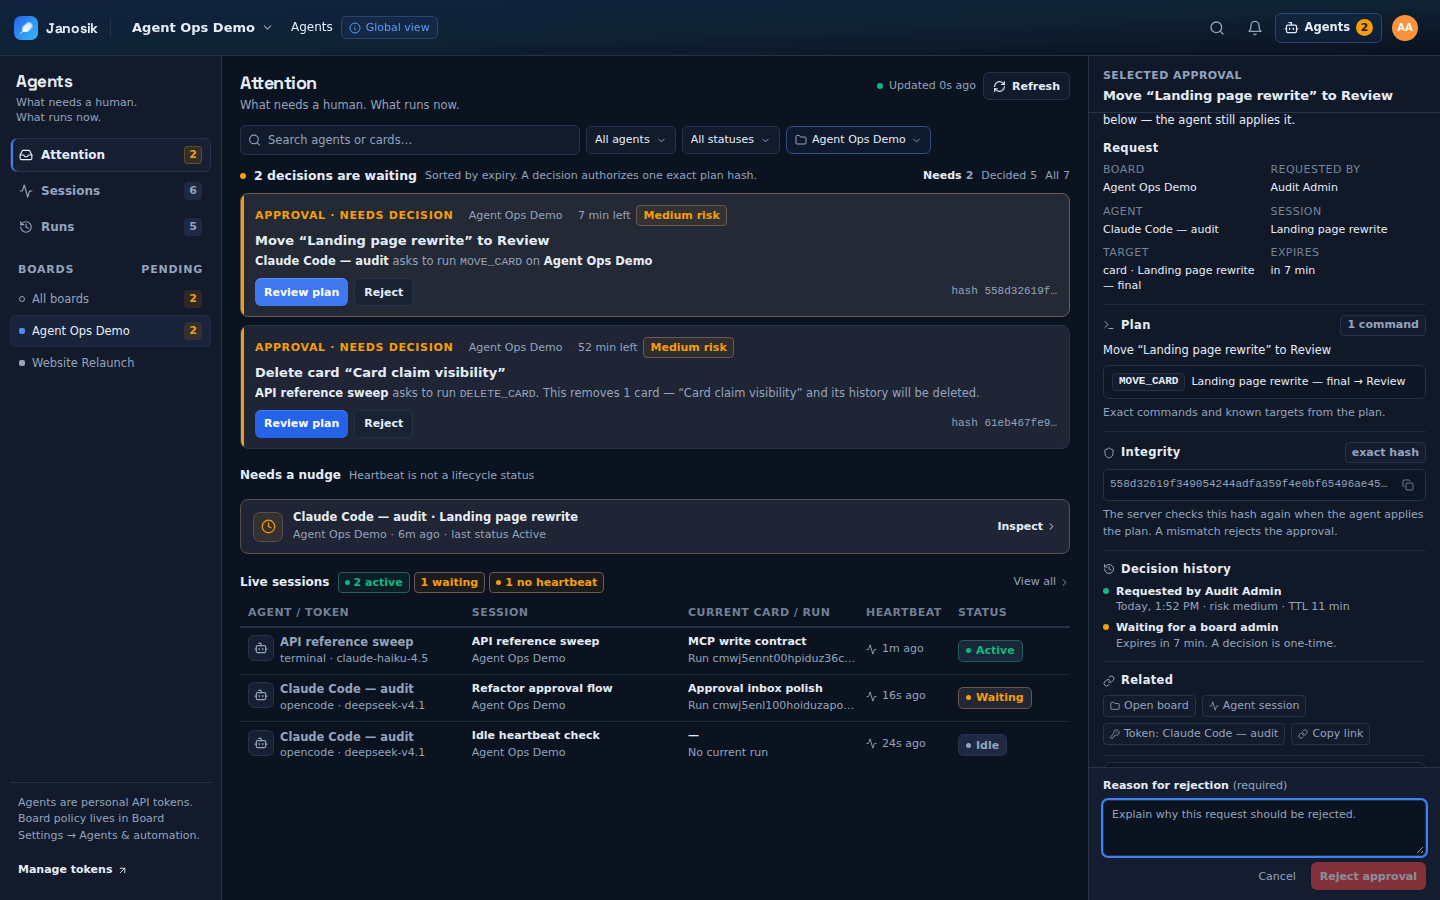 Janosik
Agent Ops Demo
Agents
Global view
Agents 2
AA
Agents
What needs a human.
What runs now.
Attention 2
Sessions 6
Runs 5
BOARDS PENDING
All boards 2
Agent Ops Demo 2
Website Relaunch
Agents are personal API tokens.
Board policy lives in Board
Settings → Agents & automation.
Manage tokens
Attention
What needs a human. What runs now.
Updated 0s ago
Refresh
Search agents or cards...
All agents
All statuses
Agent Ops Demo
2 decisions are waiting Sorted by expiry. A decision authorizes one exact plan hash.
Needs 2 Decided 5 All 7
APPROVAL · NEEDS DECISION Agent Ops Demo 7 min left Medium risk
Move “Landing page rewrite” to Review
Claude Code — audit asks to run MOVE_CARD on Agent Ops Demo
Review plan Reject hash 558d32619f…
APPROVAL · NEEDS DECISION Agent Ops Demo 52 min left Medium risk
Delete card “Card claim visibility”
API reference sweep asks to run DELETE_CARD. This removes 1 card — “Card claim visibility” and its history will be deleted.
Review plan Reject hash 61eb467fe9…
Needs a nudge Heartbeat is not a lifecycle status
Claude Code — audit · Landing page rewrite
Agent Ops Demo · 6m ago · last status Active
Inspect
Live sessions 2 active 1 waiting 1 no heartbeat View all
AGENT / TOKEN SESSION CURRENT CARD / RUN HEARTBEAT STATUS
API reference sweep API reference sweep MCP write contract 1m ago Active
terminal · claude-haiku-4.5 Agent Ops Demo Run cmwj5ennt00hpiduz36c…
Claude Code — audit Refactor approval flow Approval inbox polish 16s ago Waiting
opencode · deepseek-v4.1 Agent Ops Demo Run cmwj5enl100hoiduzapo…
Claude Code — audit Idle heartbeat check — 24s ago Idle
opencode · deepseek-v4.1 Agent Ops Demo No current run
SELECTED APPROVAL
Move “Landing page rewrite” to Review
below — the agent still applies it.
Request
BOARD REQUESTED BY
Agent Ops Demo Audit Admin
AGENT SESSION
Claude Code — audit Landing page rewrite
TARGET EXPIRES
card · Landing page rewrite in 7 min
— final
Plan 1 command
Move “Landing page rewrite” to Review
MOVE_CARD Landing page rewrite — final → Review
Exact commands and known targets from the plan.
Integrity exact hash
558d32619f349054244adfa359f4e0bf65496ae45…
The server checks this hash again when the agent applies
the plan. A mismatch rejects the approval.
Decision history
Requested by Audit Admin
Today, 1:52 PM · risk medium · TTL 11 min
Waiting for a board admin
Expires in 7 min. A decision is one-time.
Related
Open board Agent session
Token: Claude Code — audit Copy link
Reason for rejection (required)
Explain why this request should be rejected.
Cancel Reject approval